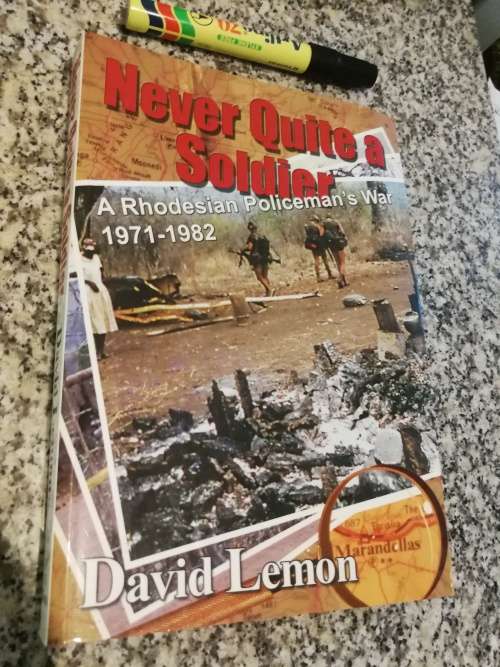 Never Quite a
Soldier
A Rhodesian Policeman's War
1971-1982
Marandellas
David Lemon